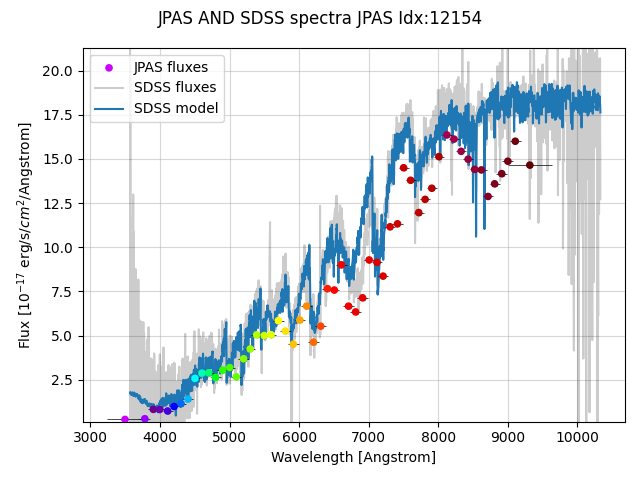 JPAS AND SDSS spectra JPAS Idx:12154
JPAS fluxes
SDSS fluxes
SDSS model
Flux [10⁻¹⁷ erg/s/cm²/Angstrom]
20.0
17.5
15.0
12.5
10.0
7.5
5.0
2.5
3000 4000 5000 6000 7000 8000 9000 10000
Wavelength [Angstrom]